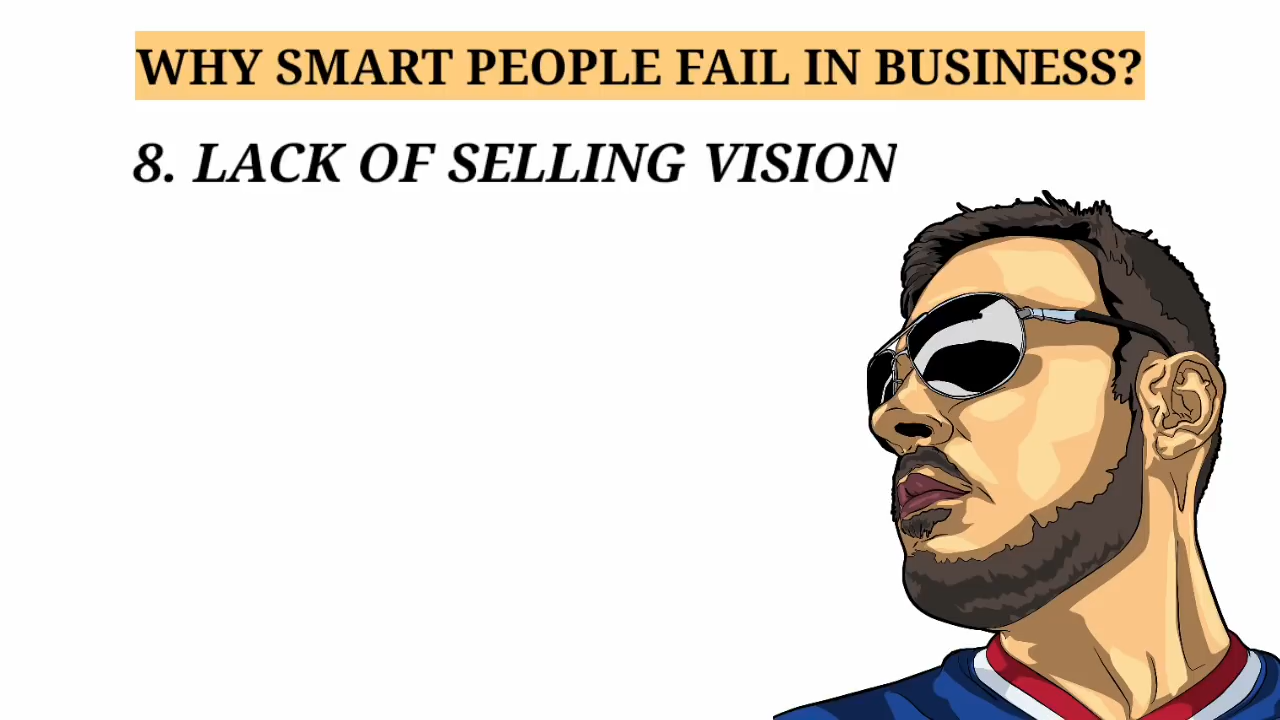 WHY SMART PEOPLE FAIL IN BUSINESS?
8. LACK OF SELLING VISION